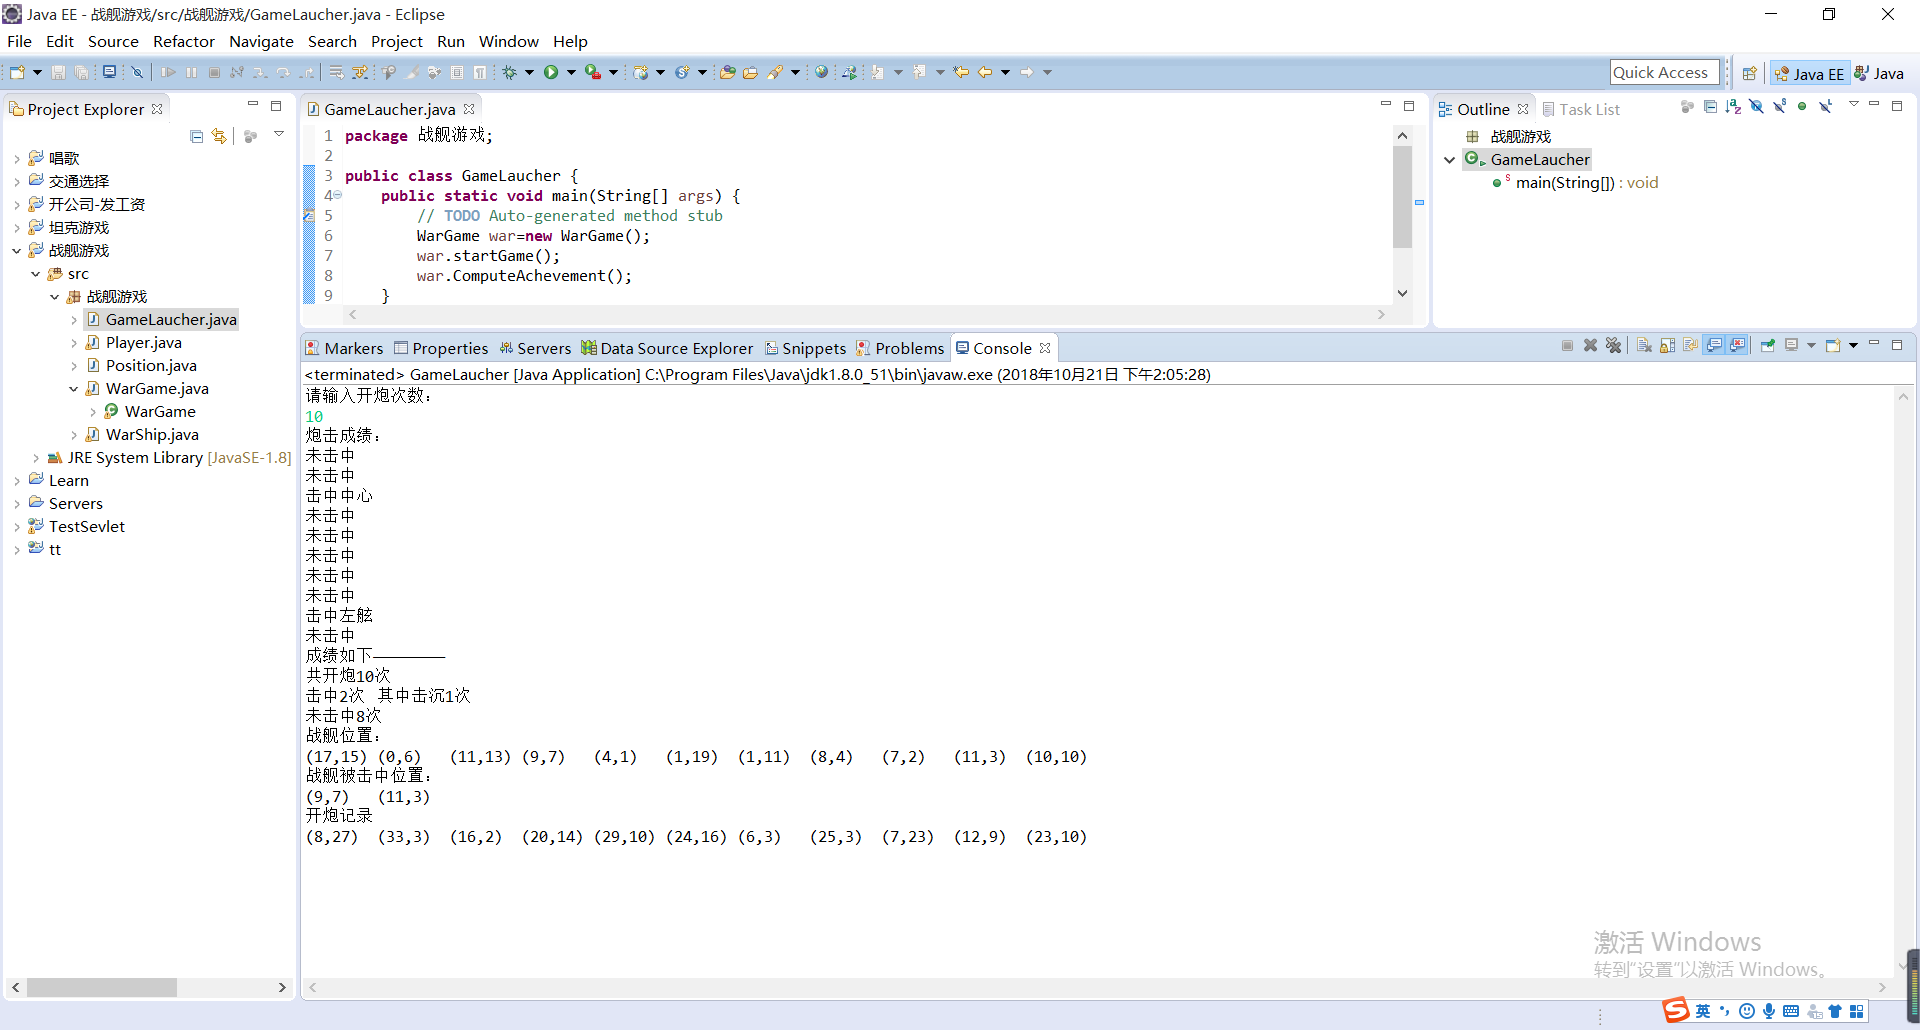 Java EE - 战舰游戏/src/战舰游戏/GameLaucher.java - Eclipse
File Edit Source Refactor Navigate Search Project Run Window Help
Quick Access
Java EE
Java
Project Explorer
唱歌
交通选择
开公司-发工资
坦克游戏
战舰游戏
src
战舰游戏
GameLaucher.java
Player.java
Position.java
WarGame.java
WarGame
WarShip.java
JRE System Library [JavaSE-1.8]
Learn
Servers
TestSevlet
tt
GameLaucher.java
1 package 战舰游戏;
2
3 public class GameLaucher {
4 public static void main(String[] args) {
5 // TODO Auto-generated method stub
6 WarGame war=new WarGame();
7 war.startGame();
8 war.ComputeAchevement();
9 }
Outline
Task List
战舰游戏
GameLaucher
main(String[]) : void
Markers Properties Servers Data Source Explorer Snippets Problems Console
<terminated> GameLaucher [Java Application] C:\Program Files\Java\jdk1.8.0_51\bin\javaw.exe (2018年10月21日 下午2:05:28)
请输入开炮次数：
10
炮击成绩：
未击中
未击中
击中中心
未击中
未击中
未击中
未击中
未击中
击中左舷
未击中
成绩如下————————
共开炮10次
击中2次 其中击沉1次
未击中8次
战舰位置：
(17,15) (0,6) (11,13) (9,7) (4,1) (1,19) (1,11) (8,4) (7,2) (11,3) (10,10)
战舰被击中位置：
(9,7) (11,3)
开炮记录
(8,27) (33,3) (16,2) (20,14) (29,10) (24,16) (6,3) (25,3) (7,23) (12,9) (23,10)
激活 Windows
转到“设置”以激活 Windows。
英